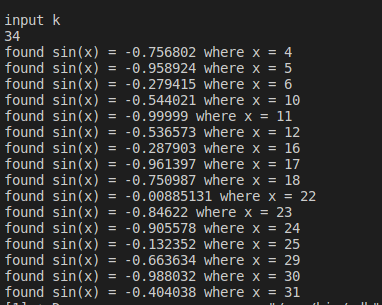 input k
34
found sin(x) = -0.756802 where x = 4
found sin(x) = -0.958924 where x = 5
found sin(x) = -0.279415 where x = 6
found sin(x) = -0.544021 where x = 10
found sin(x) = -0.99999 where x = 11
found sin(x) = -0.536573 where x = 12
found sin(x) = -0.287903 where x = 16
found sin(x) = -0.961397 where x = 17
found sin(x) = -0.750987 where x = 18
found sin(x) = -0.00885131 where x = 22
found sin(x) = -0.84622 where x = 23
found sin(x) = -0.905578 where x = 24
found sin(x) = -0.132352 where x = 25
found sin(x) = -0.663634 where x = 29
found sin(x) = -0.988032 where x = 30
found sin(x) = -0.404038 where x = 31